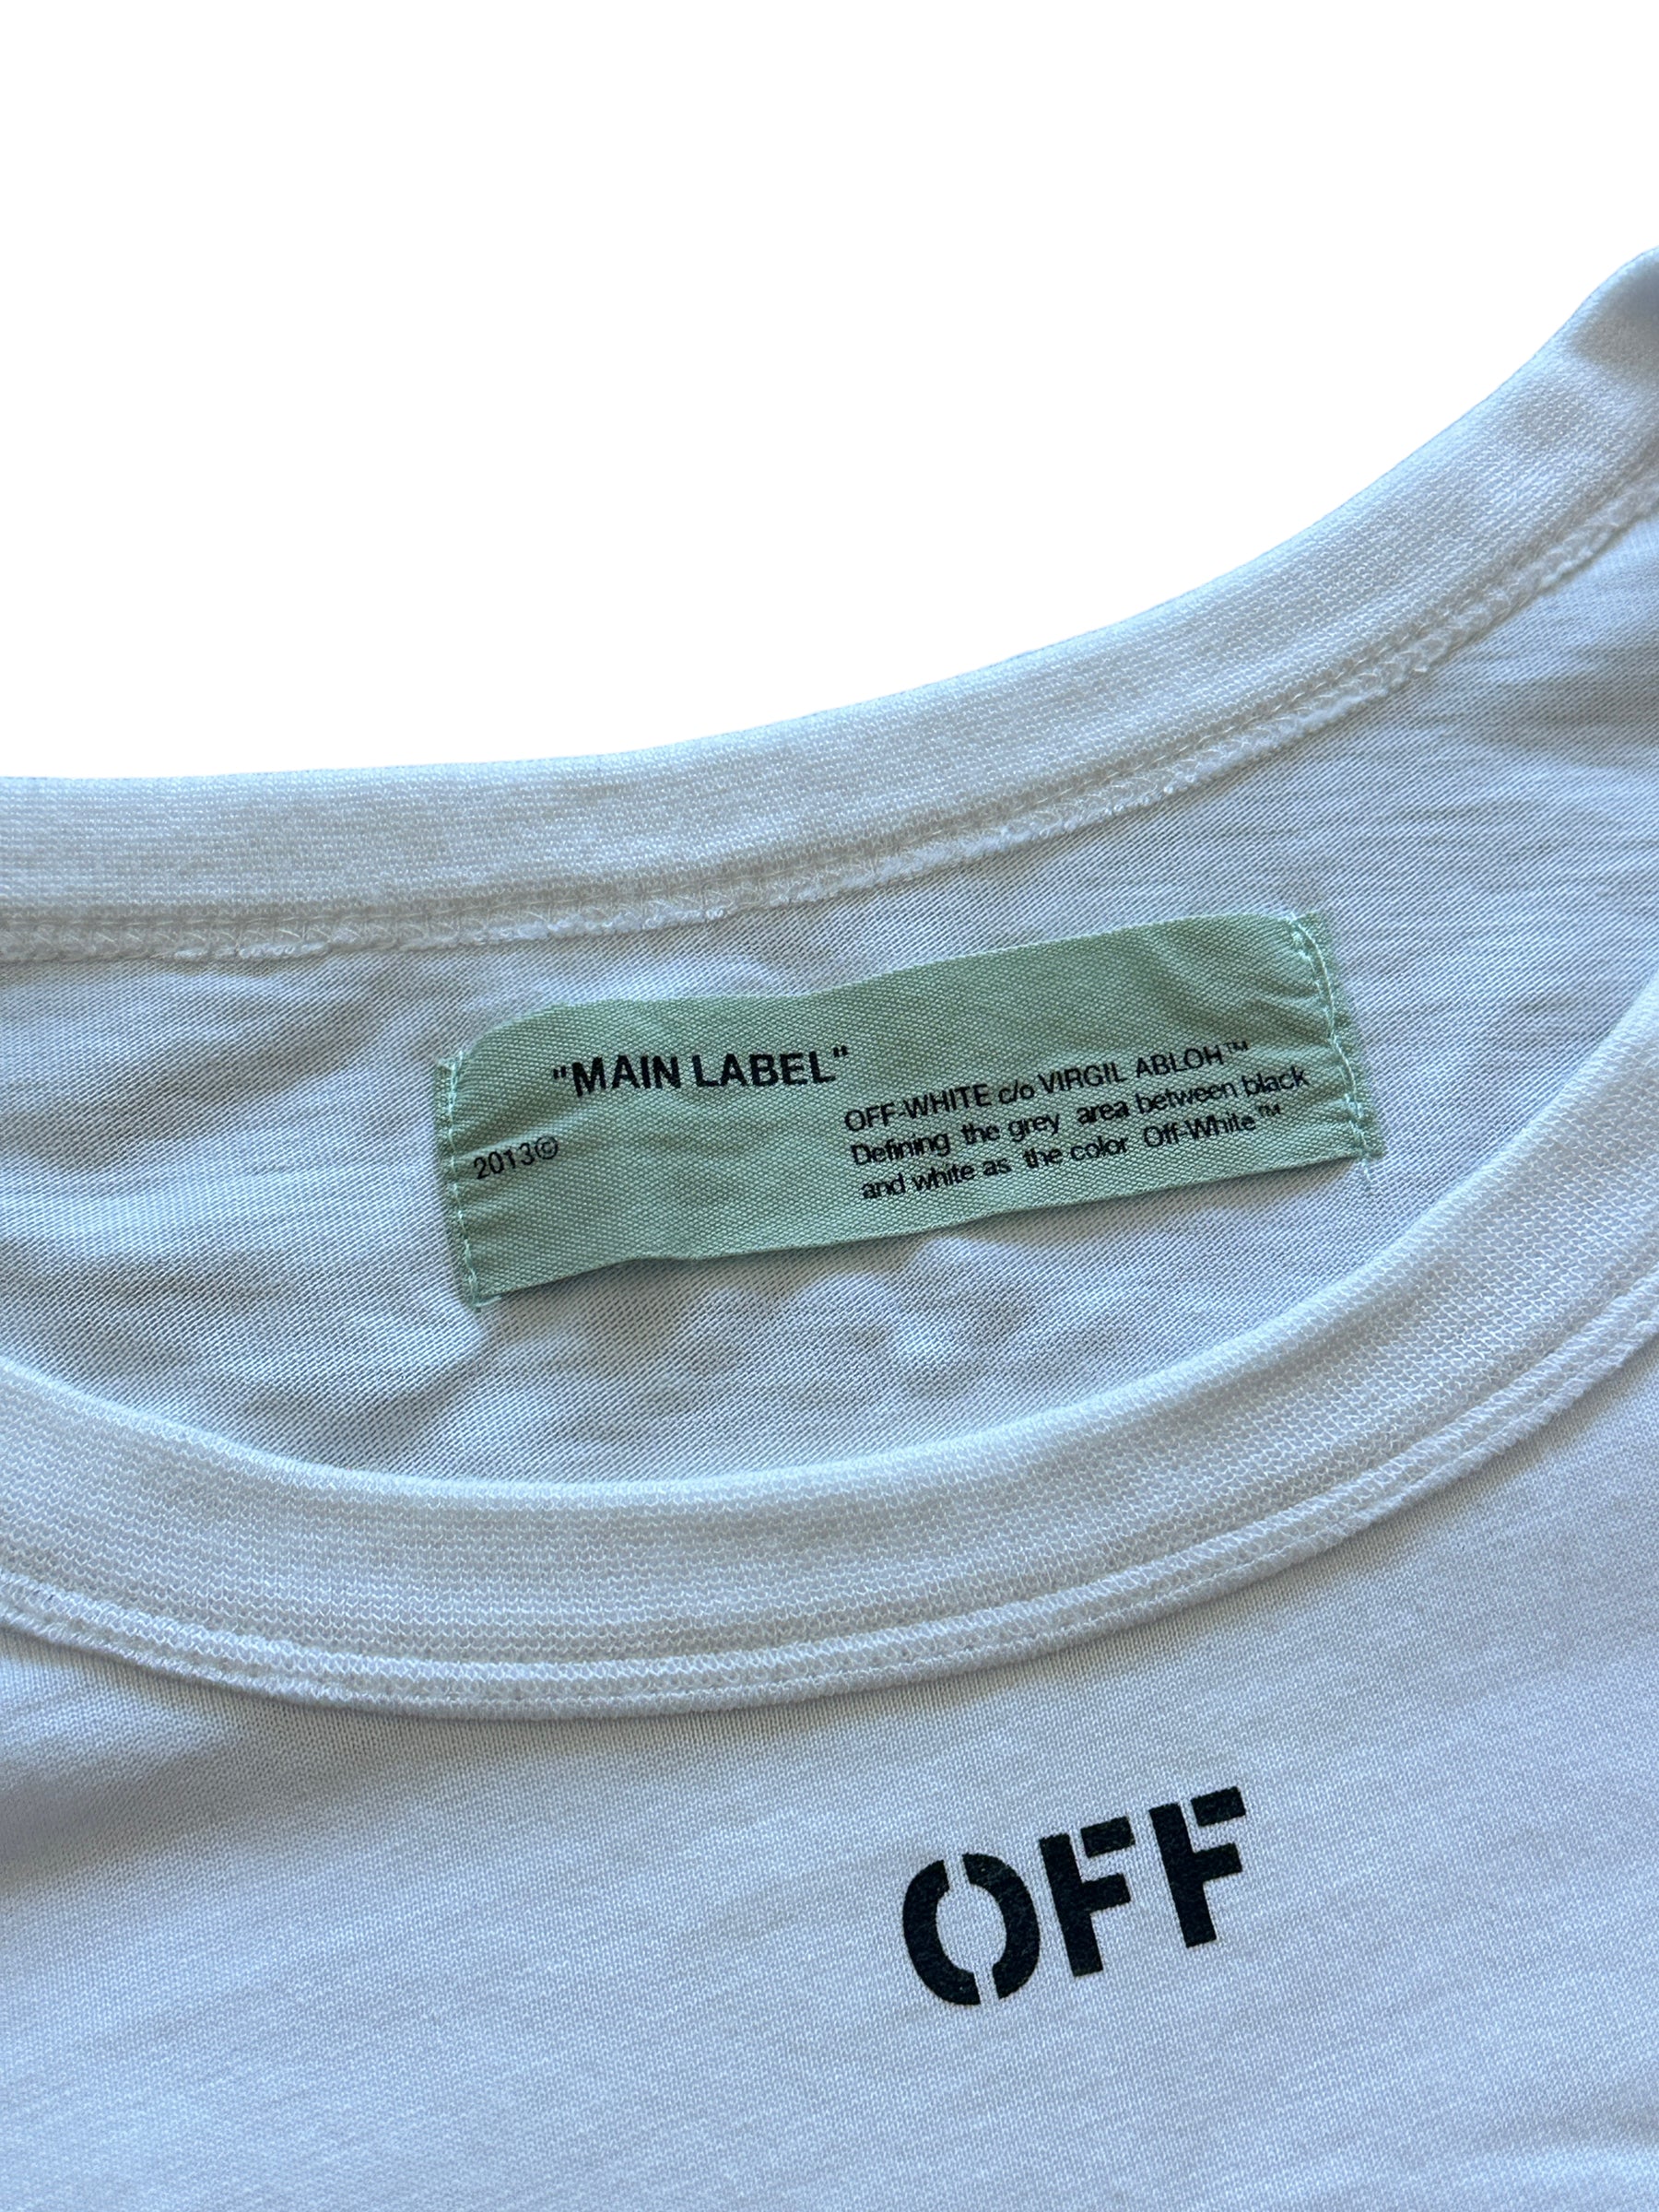 "MAIN LABEL"
2013©
OFF-WHITE c/o VIRGIL ABLOH™
Defining the grey area between black
and white as the color Off-White™
OFF